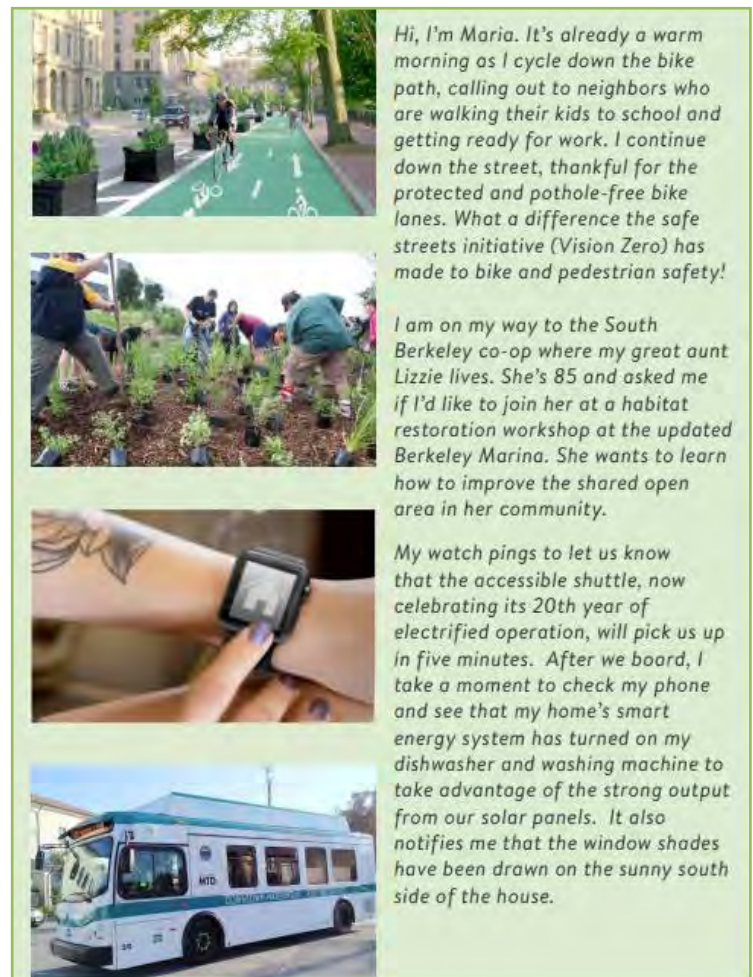 Hi, I'm Maria. It's already a warm
morning as I cycle down the bike
path, calling out to neighbors who
are walking their kids to school and
getting ready for work. I continue
down the street, thankful for the
protected and pothole-free bike
lanes. What a difference the safe
streets initiative (Vision Zero) has
made to bike and pedestrian safety!
I am on my way to the South
Berkeley co-op where my great aunt
Lizzie lives. She's 85 and asked me
if I'd like to join her at a habitat
restoration workshop at the updated
Berkeley Marina. She wants to learn
how to improve the shared open
area in her community.
My watch pings to let us know
that the accessible shuttle, now
celebrating its 20th year of
electrified operation, will pick us up
in five minutes. After we board, I
take a moment to check my phone
and see that my home's smart
energy system has turned on my
dishwasher and washing machine to
take advantage of the strong output
from our solar panels. It also
notifies me that the window shades
have been drawn on the sunny south
side of the house.
MTD